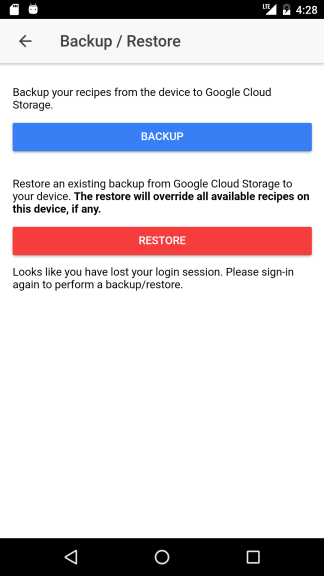 LTE 4:28
Backup / Restore
Backup your recipes from the device to Google Cloud
Storage.
BACKUP
Restore an existing backup from Google Cloud Storage to
your device. The restore will override all available recipes on
this device, if any.
RESTORE
Looks like you have lost your login session. Please sign-in
again to perform a backup/restore.